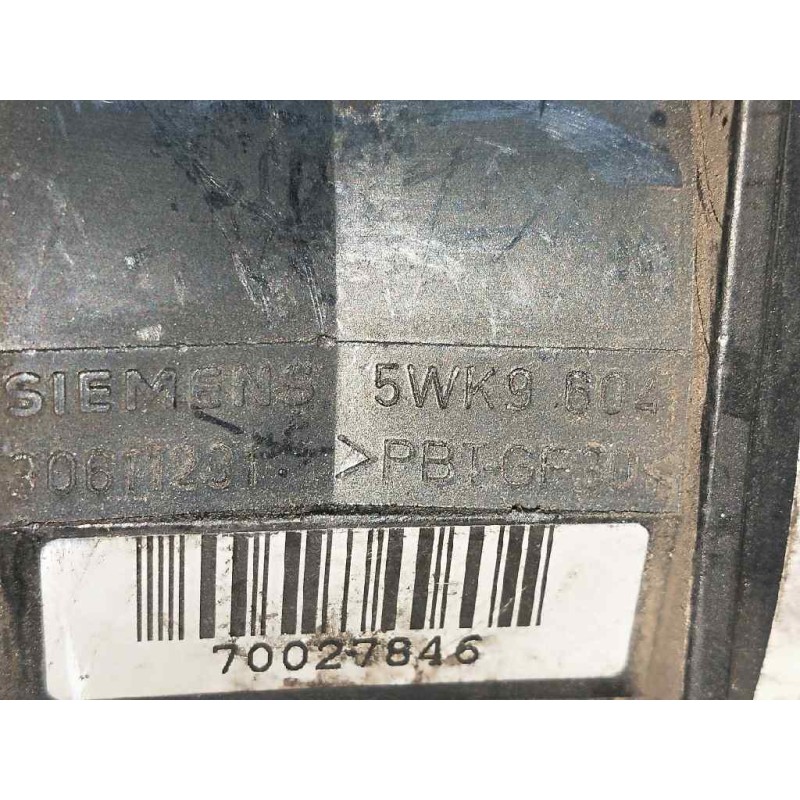 SIEMENS 5WK9 604
30611231 >PBT-GF30<
70027846